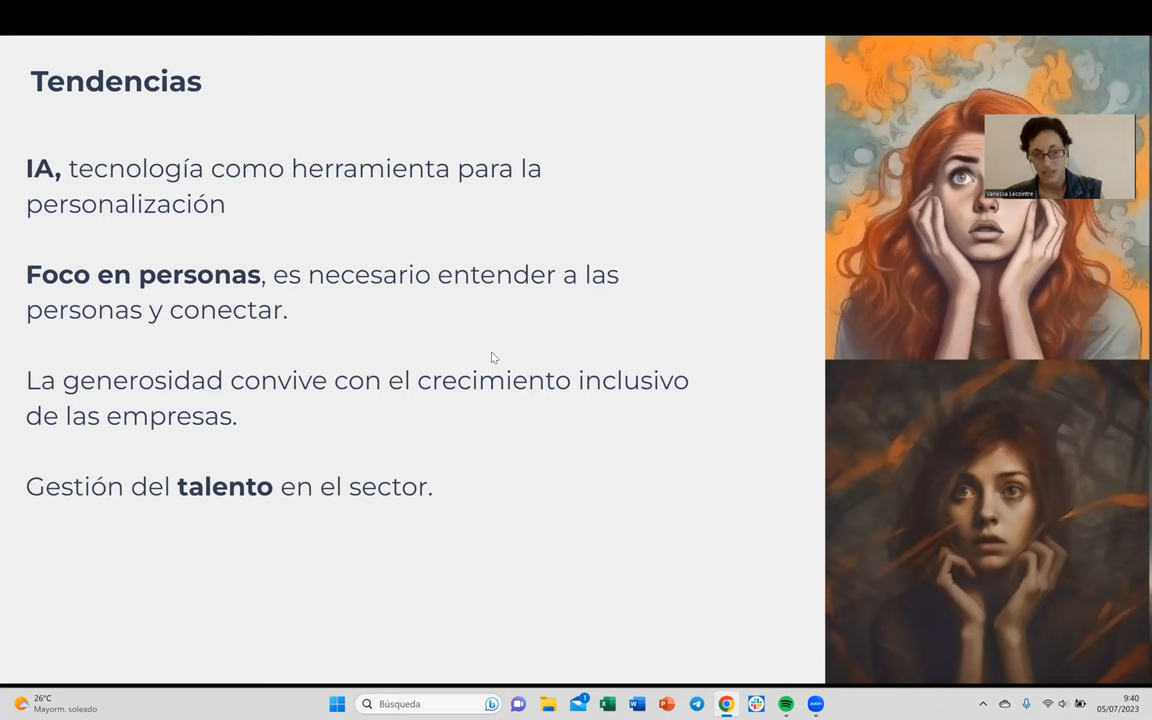 Tendencias
IA, tecnología como herramienta para la
personalización
Foco en personas, es necesario entender a las
personas y conectar.
La generosidad convive con el crecimiento inclusivo
de las empresas.
Gestión del talento en el sector.
Vanessa Lecointre
26°C
Mayorm. soleado
Búsqueda
1
9:40
05/07/2023